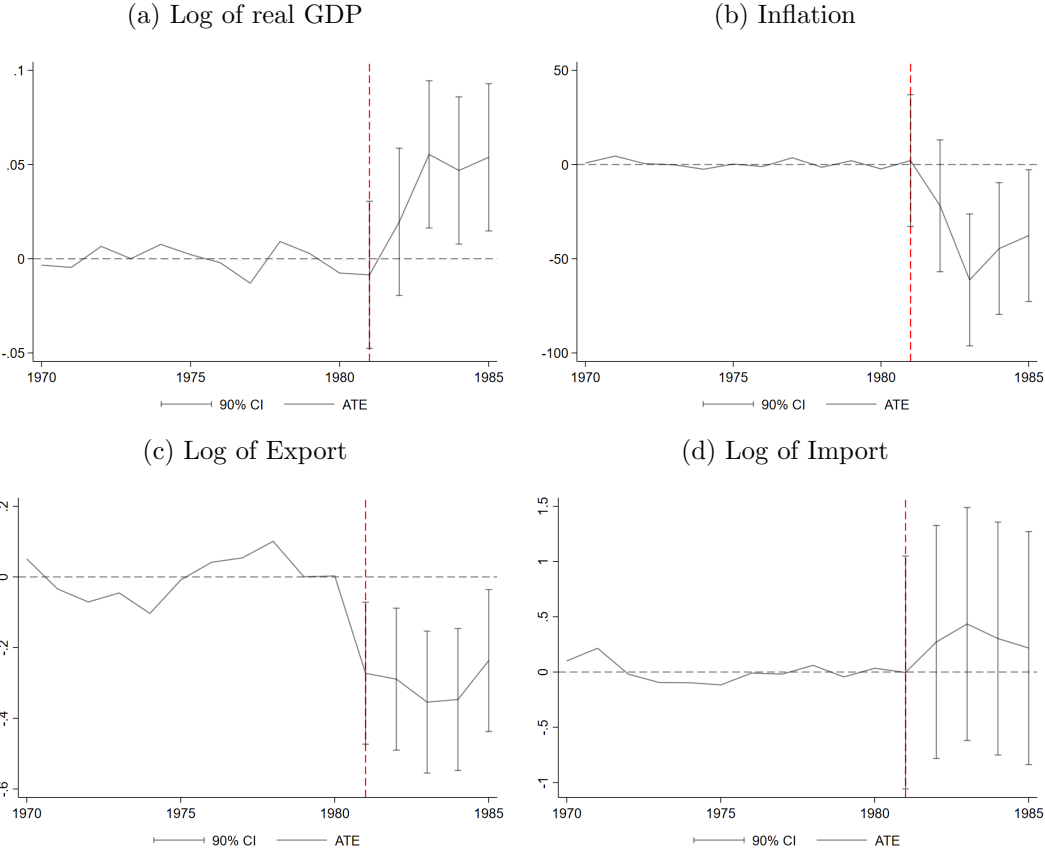 (a) Log of real GDP
.1
.05
0
-.05
1970 1975 1980 1985
90% CI ATE
(b) Inflation
50
0
-50
-100
1970 1975 1980 1985
90% CI ATE
(c) Log of Export
.2
0
-.2
-.4
-.6
1970 1975 1980 1985
90% CI ATE
(d) Log of Import
1.5
1
.5
0
-.5
-1
1970 1975 1980 1985
90% CI ATE